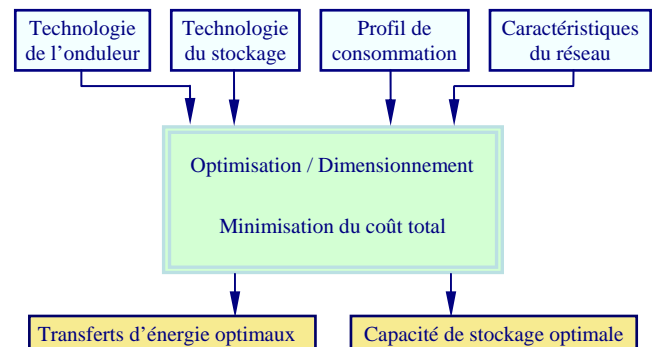 Technologie
de l’onduleur
Technologie
du stockage
Profil de
consommation
Caractéristiques
du réseau
Optimisation / Dimensionnement
Minimisation du coût total
Transferts d’énergie optimaux
Capacité de stockage optimale